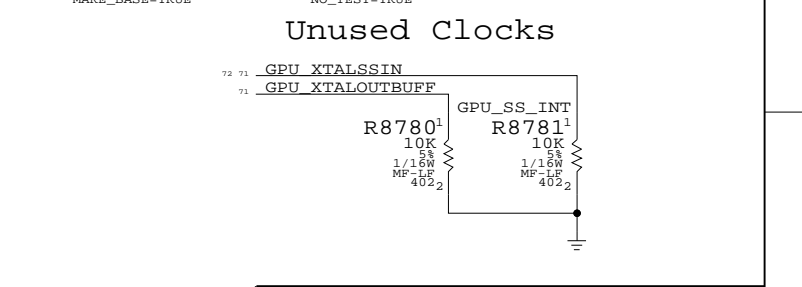 MAKE_BASE=TRUE NO_TEST=TRUE
Unused Clocks
72 71 GPU_XTALSSIN
71 GPU_XTALOUTBUFF
GPU_SS_INT
R8780 1 R8781 1
10K 10K
5% 5%
1/16W 1/16W
MF-LF MF-LF
402 2 402 2